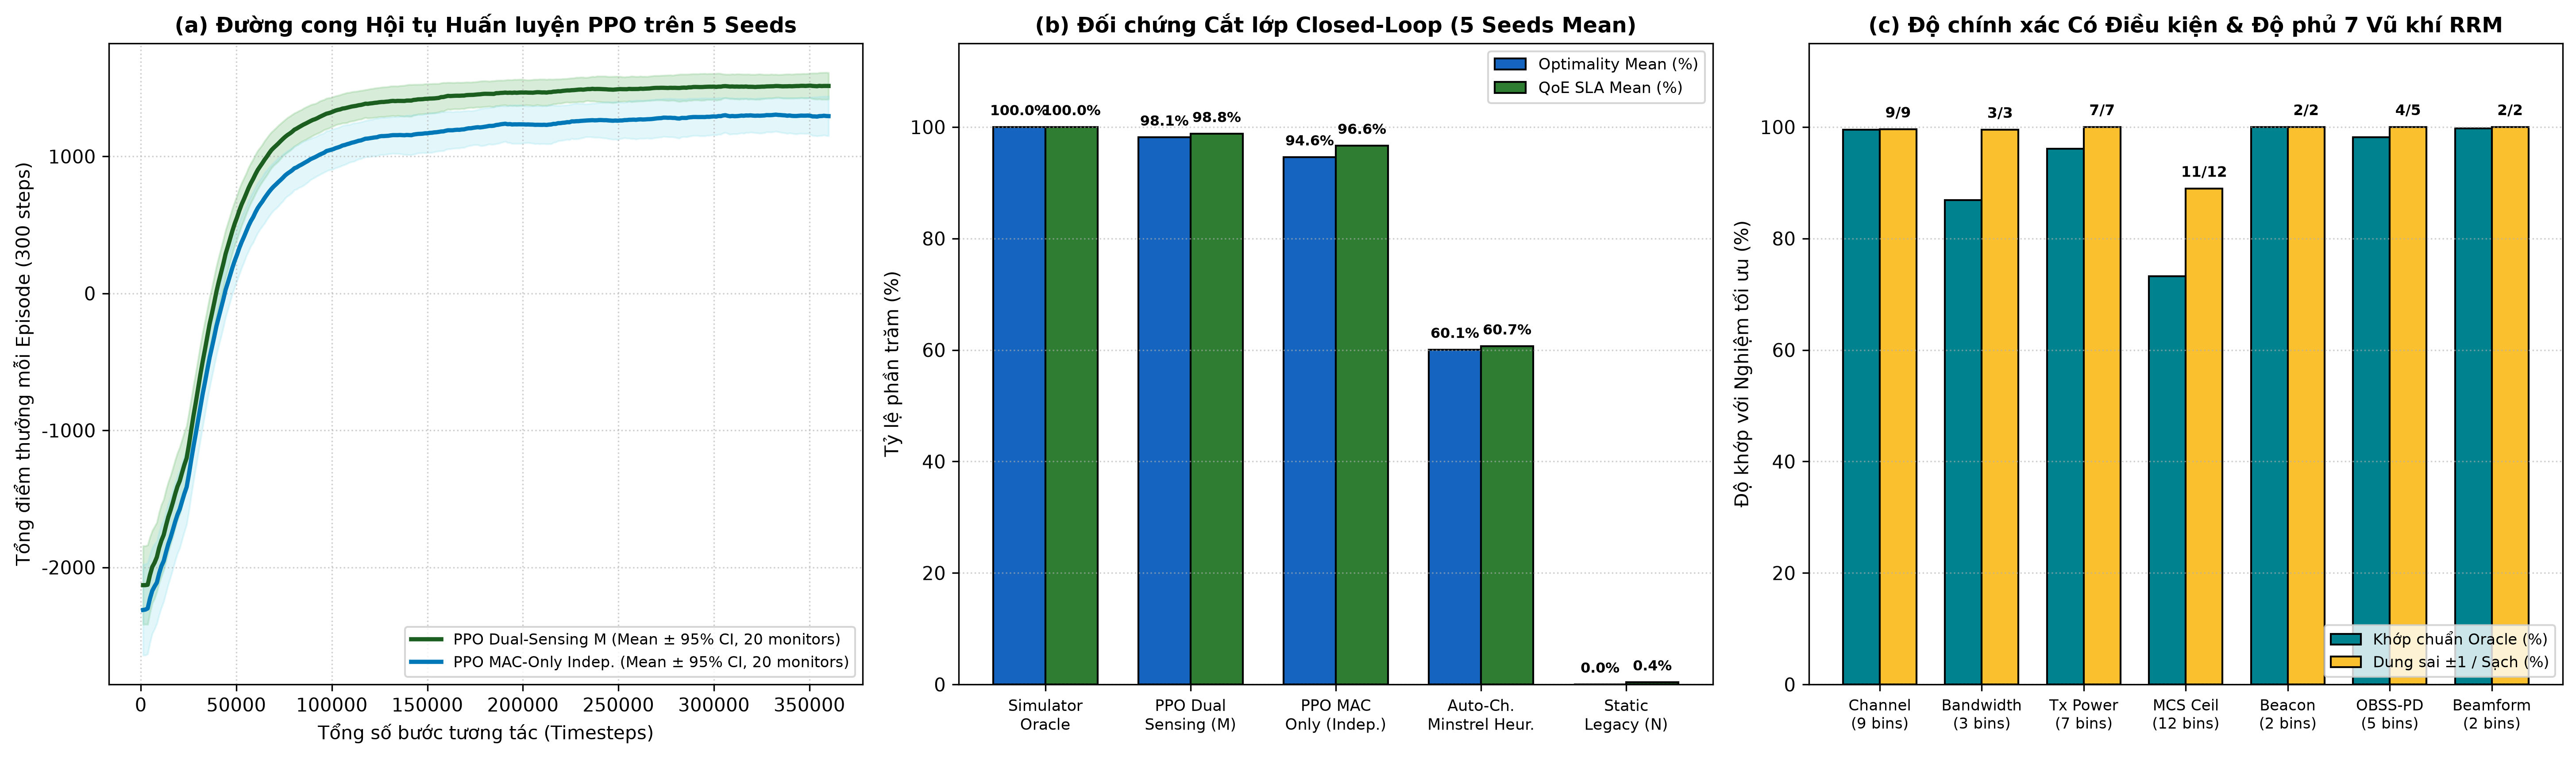 (a) Đường cong Hội tụ Huấn luyện PPO trên 5 Seeds
Tổng điểm thưởng mỗi Episode (300 steps)
1000
0
-1000
-2000
0
50000
100000
150000
200000
250000
300000
350000
Tổng số bước tương tác (Timesteps)
PPO Dual-Sensing M (Mean ± 95% CI, 20 monitors)
PPO MAC-Only Indep. (Mean ± 95% CI, 20 monitors)
(b) Đối chứng Cắt lớp Closed-Loop (5 Seeds Mean)
Tỷ lệ phần trăm (%)
100
80
60
40
20
0
Optimality Mean (%)
QoE SLA Mean (%)
100.0%
100.0%
98.1%
98.8%
94.6%
96.6%
60.1%
60.7%
0.0%
0.4%
Simulator
Oracle
PPO Dual
Sensing (M)
PPO MAC
Only (Indep.)
Auto-Ch.
Minstrel Heur.
Static
Legacy (N)
(c) Độ chính xác Có Điều kiện & Độ phủ 7 Vũ khí RRM
Độ khớp với Nghiệm tối ưu (%)
100
80
60
40
20
0
9/9
3/3
7/7
11/12
2/2
4/5
2/2
Khớp chuẩn Oracle (%)
Dung sai ±1 / Sạch (%)
Channel
(9 bins)
Bandwidth
(3 bins)
Tx Power
(7 bins)
MCS Ceil
(12 bins)
Beacon
(2 bins)
OBSS-PD
(5 bins)
Beamform
(2 bins)